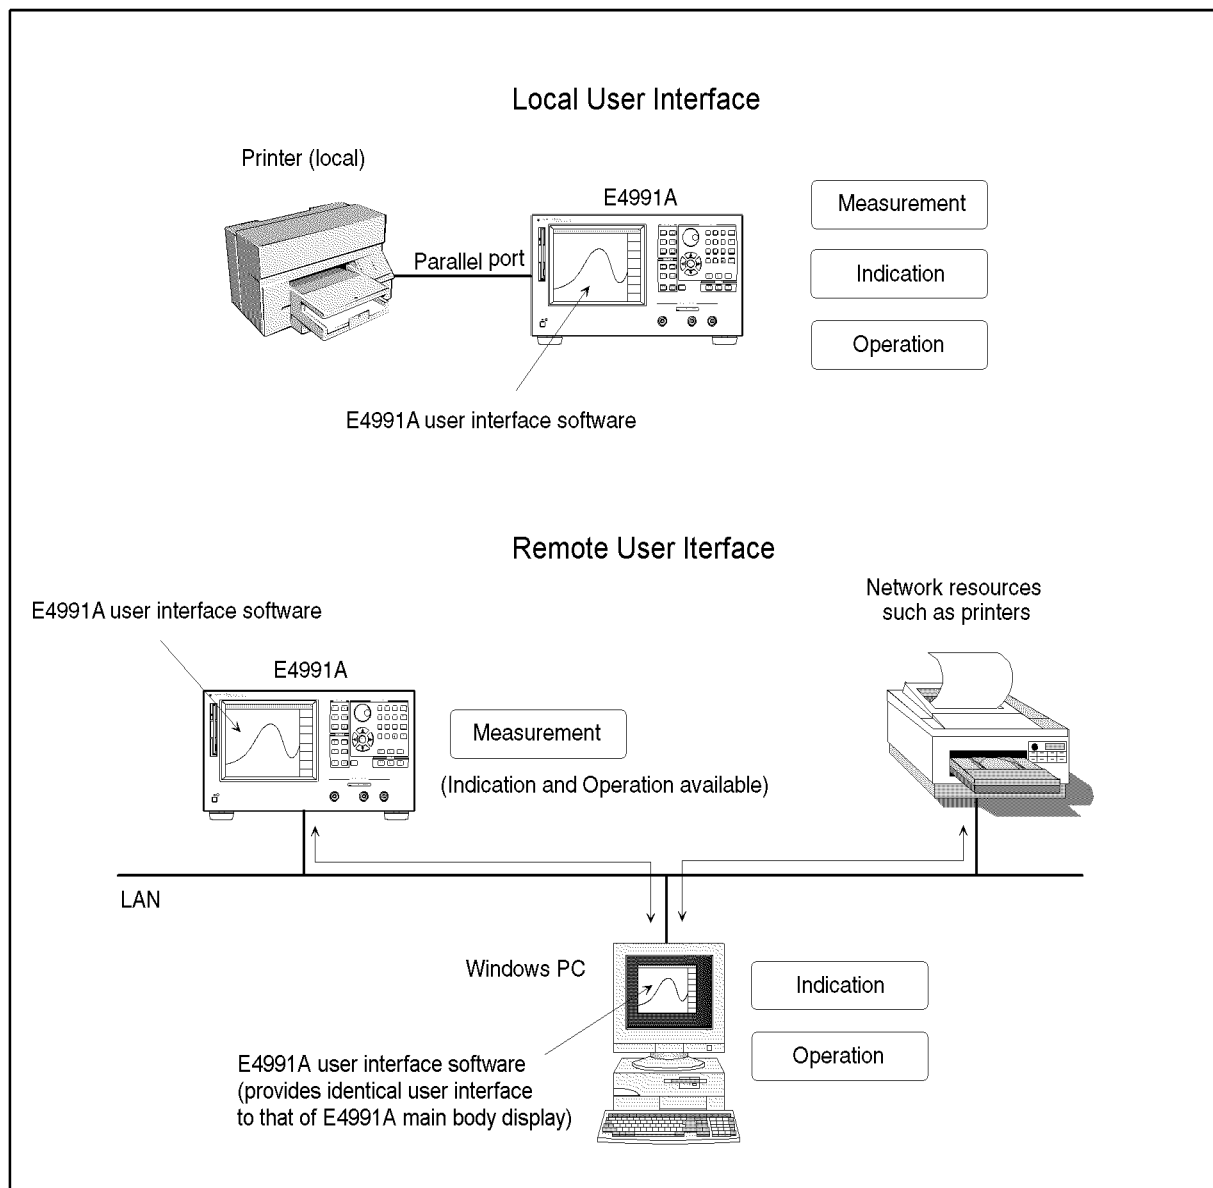 Local User Interface
Printer (local)
E4991A
Measurement
Parallel port
Indication
Operation
E4991A user interface software
Remote User Iterface
Network resources
such as printers
E4991A user interface software
E4991A
Measurement
(Indication and Operation available)
LAN
Windows PC
Indication
Operation
E4991A user interface software
(provides identical user interface
to that of E4991A main body display)